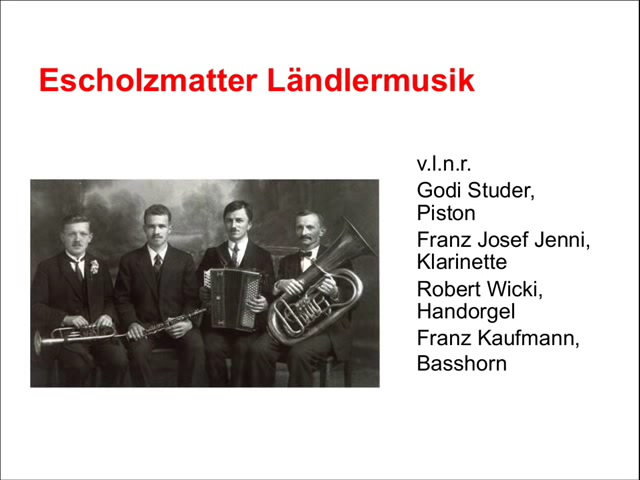 Escholzmatter Ländlermusik
v.l.n.r.
Godi Studer,
Piston
Franz Josef Jenni,
Klarinette
Robert Wicki,
Handorgel
Franz Kaufmann,
Basshorn